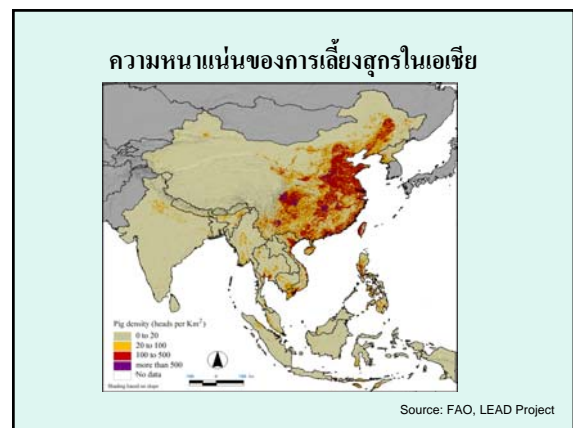 ความหนาแน่นของการเลี้ยงสุกรในเอเชีย
Pig density (heads per Km²)
0 to 20
20 to 100
100 to 500
more than 500
No data
Shading based on slope
Source: FAO, LEAD Project